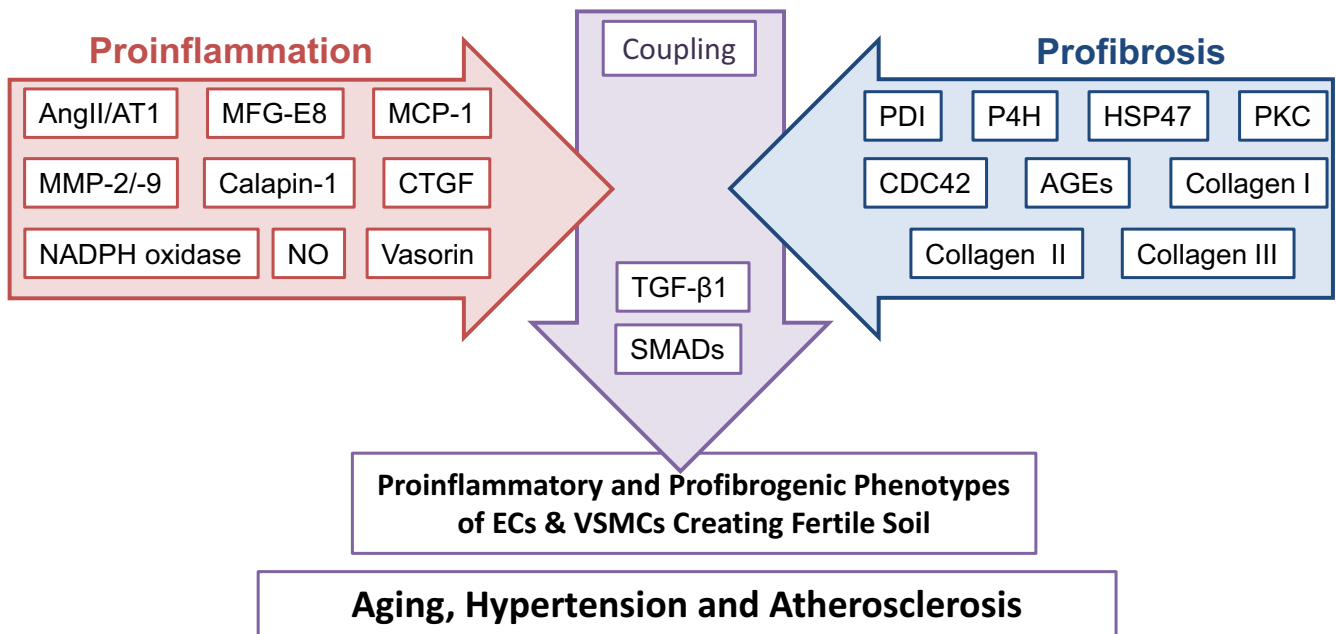 Proinflammation
AngII/AT1 MFG-E8 MCP-1
MMP-2/-9 Calapin-1 CTGF
NADPH oxidase NO Vasorin
Coupling
TGF-β1
SMADs
Profibrosis
PDI P4H HSP47 PKC
CDC42 AGEs Collagen I
Collagen II Collagen III
Proinflammatory and Profibrogenic Phenotypes
of ECs & VSMCs Creating Fertile Soil
Aging, Hypertension and Atherosclerosis